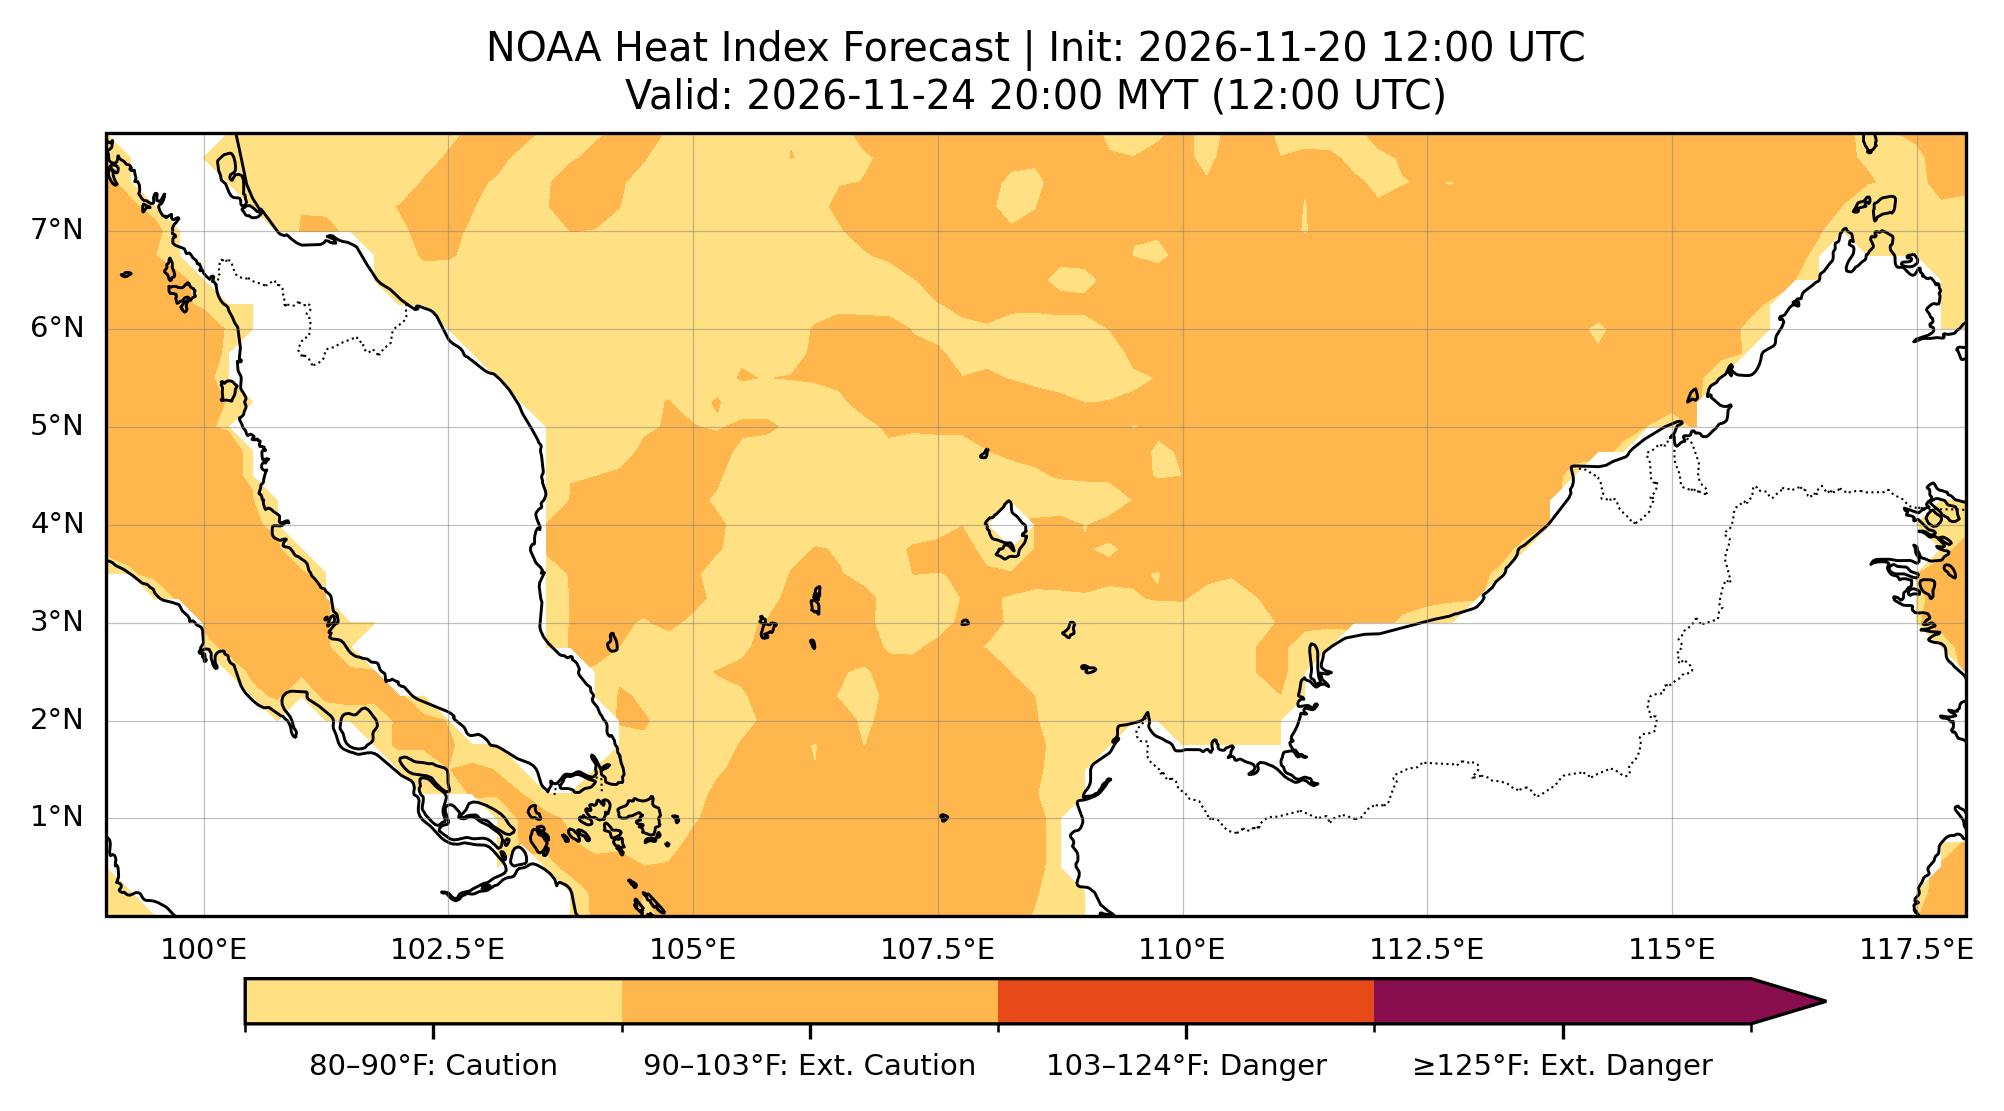 NOAA Heat Index Forecast | Init: 2026-11-20 12:00 UTC
Valid: 2026-11-24 20:00 MYT (12:00 UTC)
7°N
6°N
5°N
4°N
3°N
2°N
1°N
100°E
102.5°E
105°E
107.5°E
110°E
112.5°E
115°E
117.5°E
80–90°F: Caution
90–103°F: Ext. Caution
103–124°F: Danger
≥125°F: Ext. Danger